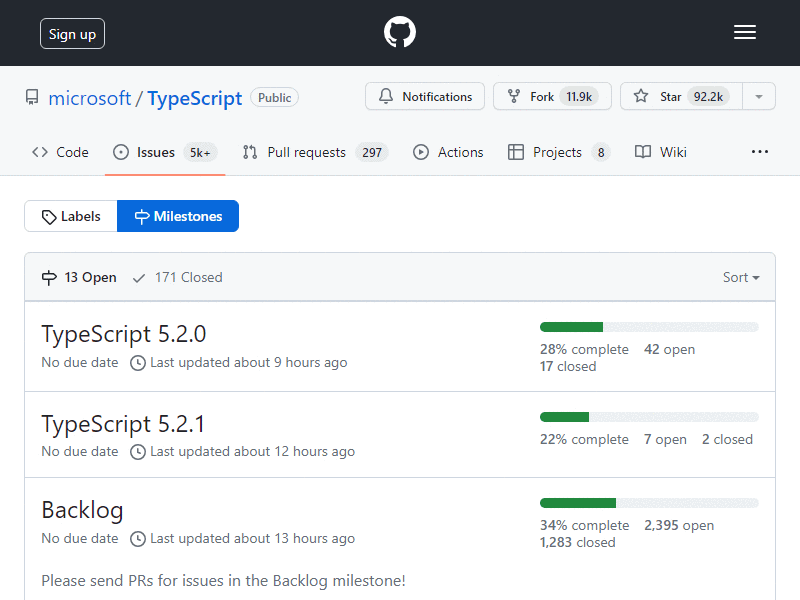 Sign up
microsoft / TypeScript Public
Notifications Fork 11.9k Star 92.2k
Code Issues 5k+ Pull requests 297 Actions Projects 8 Wiki
Labels Milestones
13 Open 171 Closed Sort
TypeScript 5.2.0
No due date Last updated about 9 hours ago
28% complete 42 open
17 closed
TypeScript 5.2.1
No due date Last updated about 12 hours ago
22% complete 7 open 2 closed
Backlog
No due date Last updated about 13 hours ago
34% complete 2,395 open
1,283 closed
Please send PRs for issues in the Backlog milestone!